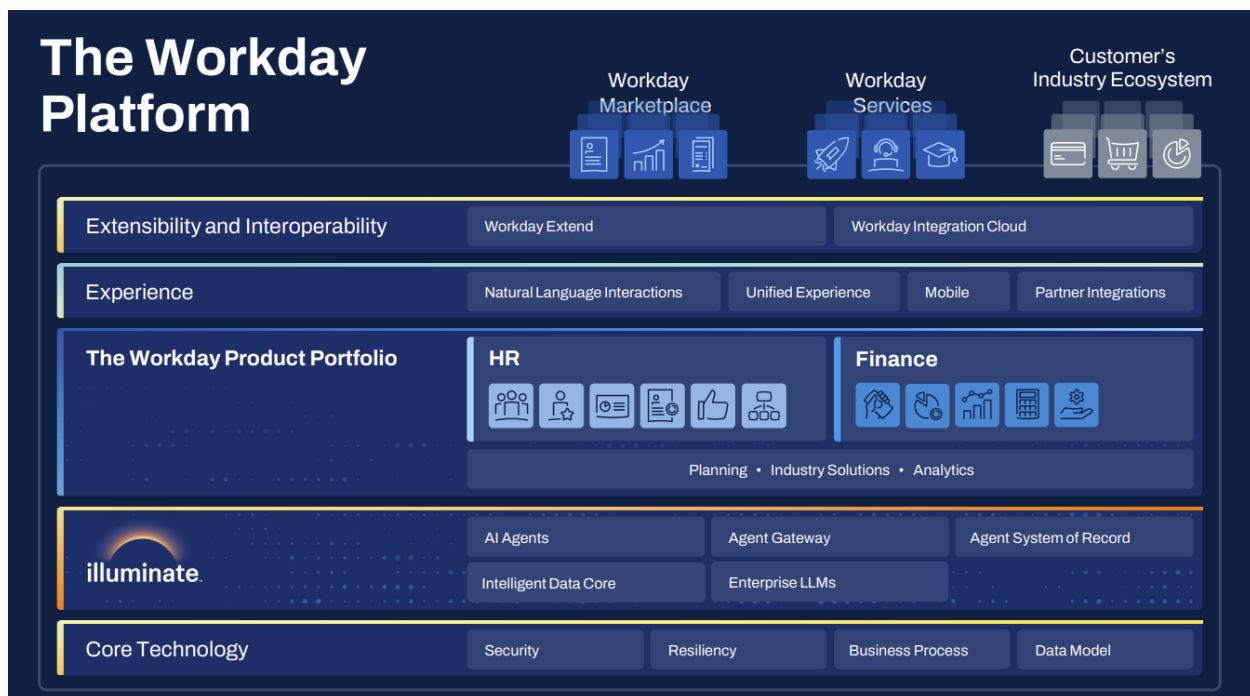 The Workday
Platform
Workday
Marketplace
Workday
Services
Customer's
Industry Ecosystem
Extensibility and Interoperability
Workday Extend
Workday Integration Cloud
Experience
Natural Language Interactions
Unified Experience
Mobile
Partner Integrations
The Workday Product Portfolio
HR
Finance
Planning • Industry Solutions • Analytics
illuminate™
AI Agents
Agent Gateway
Agent System of Record
Intelligent Data Core
Enterprise LLMs
Core Technology
Security
Resiliency
Business Process
Data Model